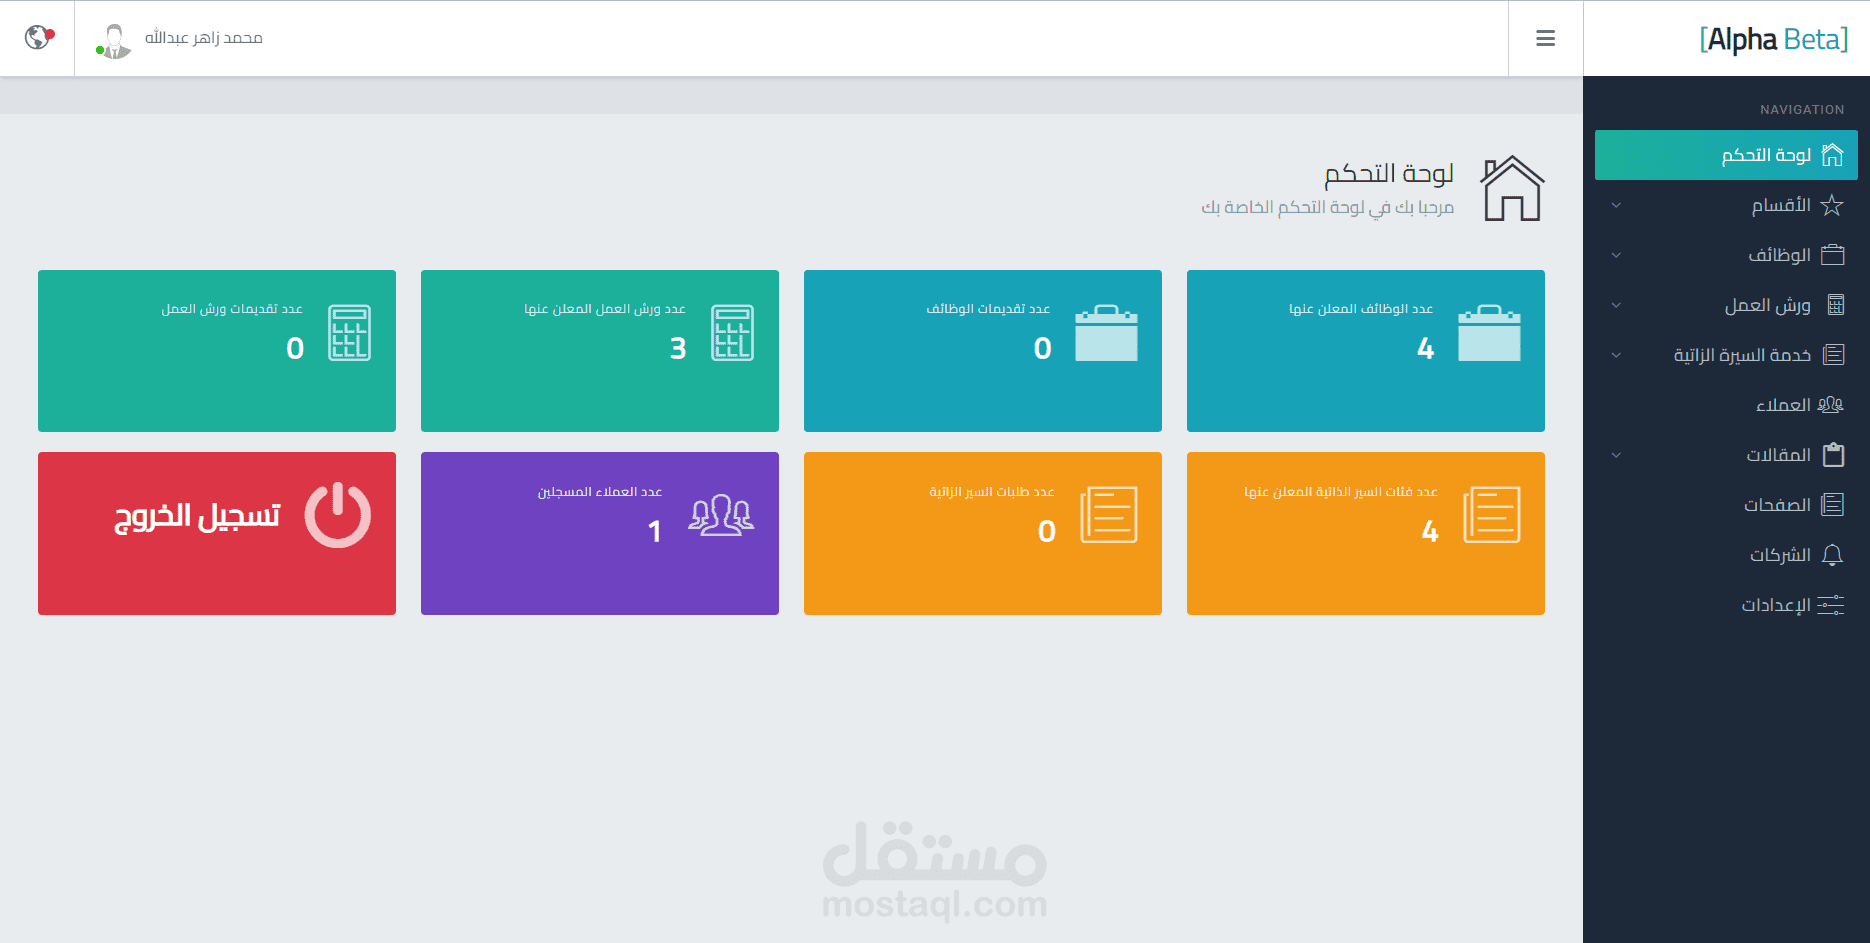 [Alpha Beta]
محمد زاهر عبدالله
NAVIGATION
لوحة التحكم
الأقسام
الوظائف
ورش العمل
خدمة السيرة الزاتية
العملاء
المقالات
الصفحات
الشركات
الإعدادات
لوحة التحكم
مرحبا بك في لوحة التحكم الخاصة بك
عدد الوظائف المعلن عنها
4
عدد تقديمات الوظائف
0
عدد ورش العمل المعلن عنها
3
عدد تقديمات ورش العمل
0
عدد فئات السير الذاتية المعلن عنها
4
عدد طلبات السير الزاتية
0
عدد العملاء المسجلين
1
تسجيل الخروج
مستقل
mostaql.com